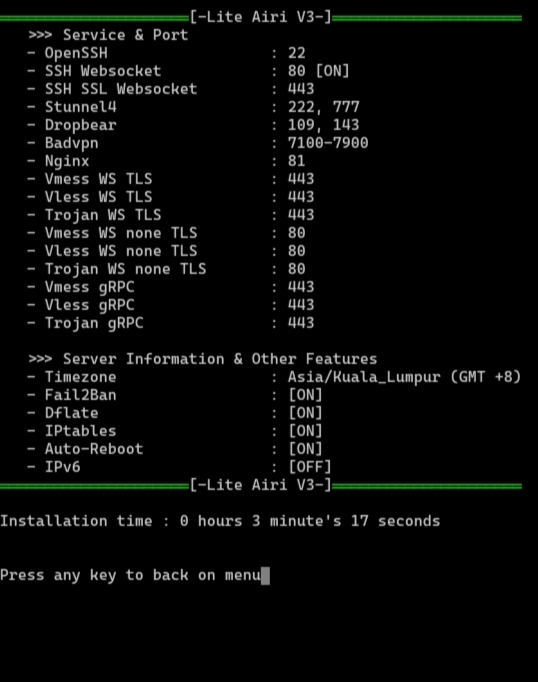 [-Lite Airi V3-]
>>> Service & Port
- OpenSSH : 22
- SSH Websocket : 80 [ON]
- SSH SSL Websocket : 443
- Stunnel4 : 222, 777
- Dropbear : 109, 143
- Badvpn : 7100-7900
- Nginx : 81
- Vmess WS TLS : 443
- Vless WS TLS : 443
- Trojan WS TLS : 443
- Vmess WS none TLS : 80
- Vless WS none TLS : 80
- Trojan WS none TLS : 80
- Vmess gRPC : 443
- Vless gRPC : 443
- Trojan gRPC : 443
>>> Server Information & Other Features
- Timezone : Asia/Kuala_Lumpur (GMT +8)
- Fail2Ban : [ON]
- Dflate : [ON]
- IPtables : [ON]
- Auto-Reboot : [ON]
- IPv6 : [OFF]
[-Lite Airi V3-]
Installation time : 0 hours 3 minute's 17 seconds
Press any key to back on menu